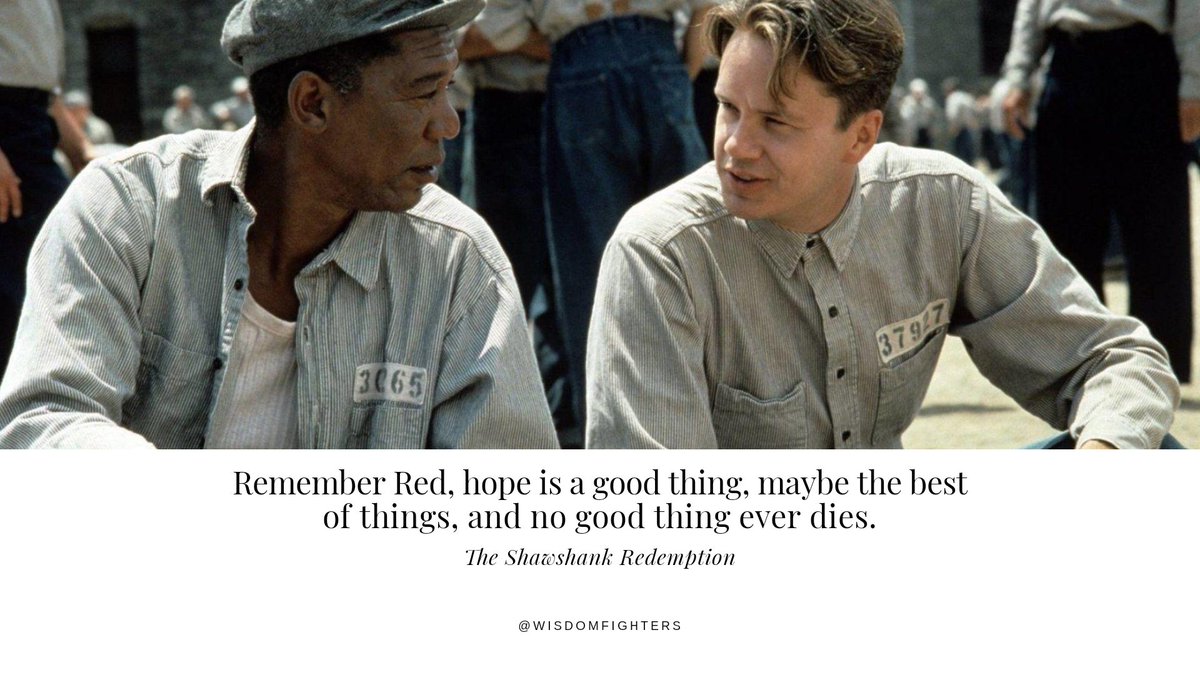 3065
37927
Remember Red, hope is a good thing, maybe the best
of things, and no good thing ever dies.
The Shawshank Redemption
@WISDOMFIGHTERS